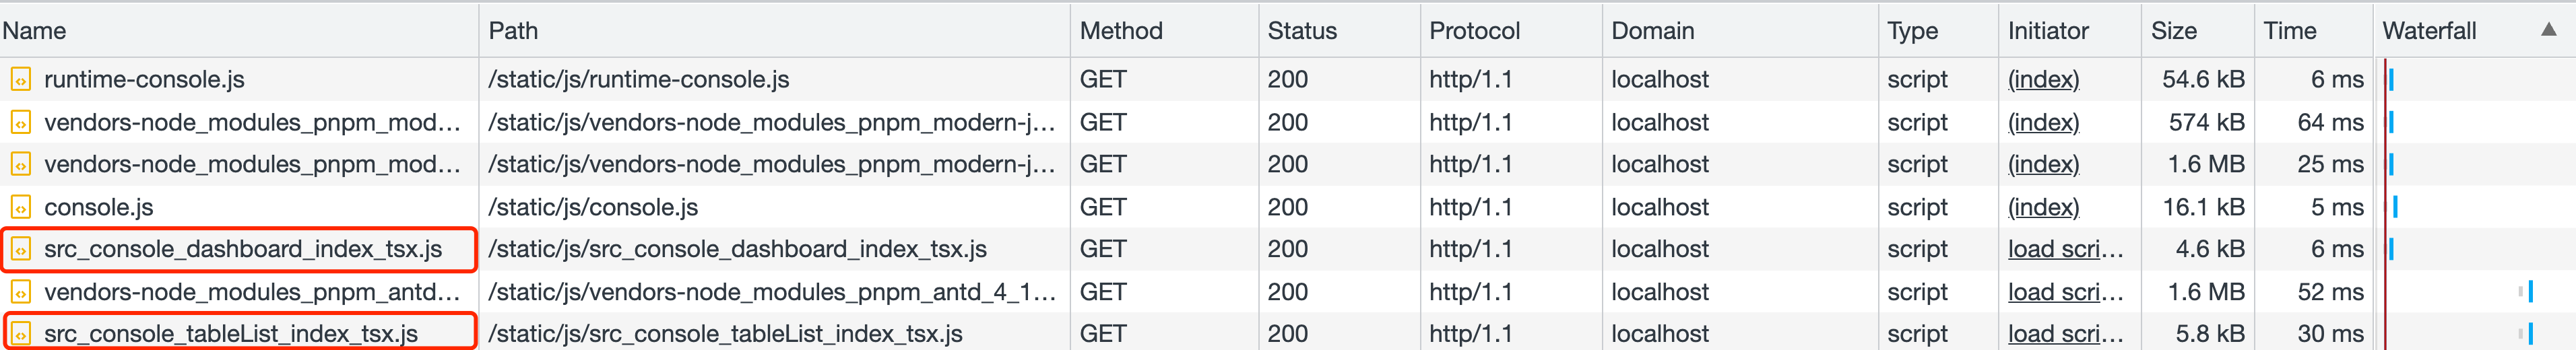 Name Path Method Status Protocol Domain Type Initiator Size Time Waterfall
runtime-console.js /static/js/runtime-console.js GET 200 http/1.1 localhost script (index) 54.6 kB 6 ms
vendors-node_modules_pnpm_mod… /static/js/vendors-node_modules_pnpm_modern-j… GET 200 http/1.1 localhost script (index) 574 kB 64 ms
vendors-node_modules_pnpm_mod… /static/js/vendors-node_modules_pnpm_modern-j… GET 200 http/1.1 localhost script (index) 1.6 MB 25 ms
console.js /static/js/console.js GET 200 http/1.1 localhost script (index) 16.1 kB 5 ms
src_console_dashboard_index_tsx.js /static/js/src_console_dashboard_index_tsx.js GET 200 http/1.1 localhost script load scri… 4.6 kB 6 ms
vendors-node_modules_pnpm_antd… /static/js/vendors-node_modules_pnpm_antd_4_1… GET 200 http/1.1 localhost script load scri… 1.6 MB 52 ms
src_console_tableList_index_tsx.js /static/js/src_console_tableList_index_tsx.js GET 200 http/1.1 localhost script load scri… 5.8 kB 30 ms